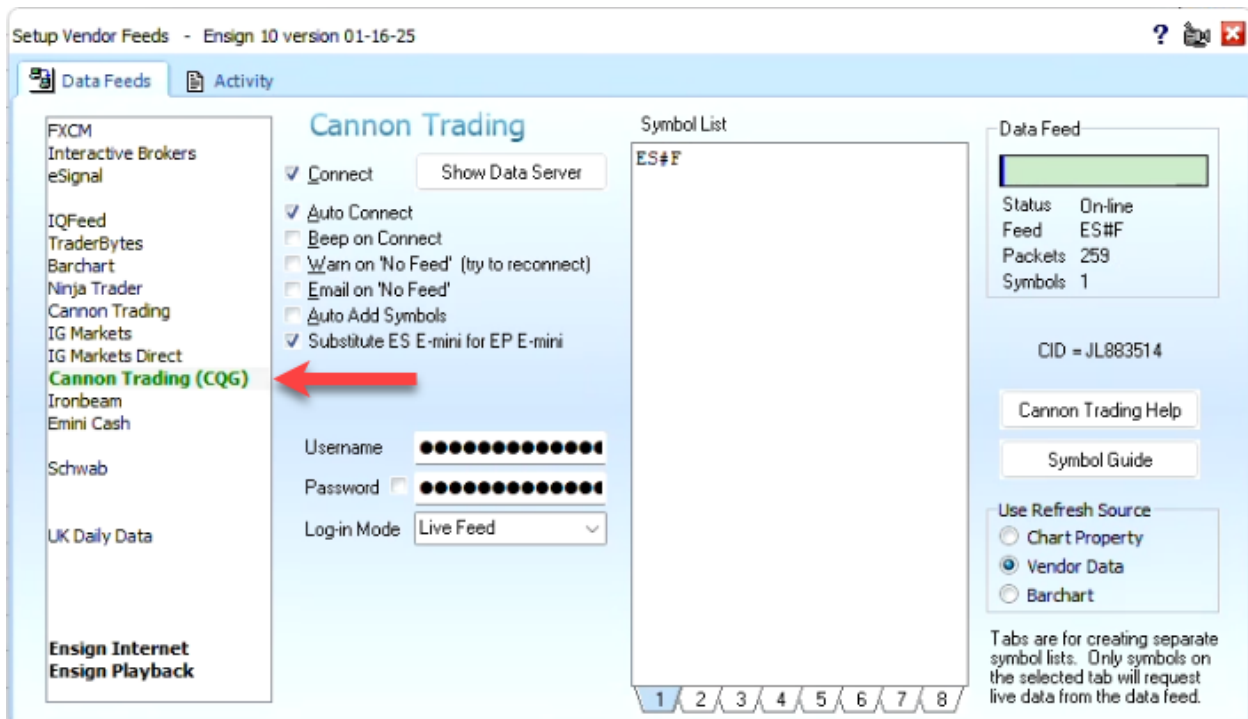 Setup Vendor Feeds - Ensign 10 version 01-16-25
?
Data Feeds
Activity
FXCM
Interactive Brokers
eSignal
IQFeed
TraderBytes
Barchart
Ninja Trader
Cannon Trading
IG Markets
IG Markets Direct
Cannon Trading (CQG)
Ironbeam
Emini Cash
Schwab
UK Daily Data
Ensign Internet
Ensign Playback
Cannon Trading
Connect
Show Data Server
Auto Connect
Beep on Connect
Warn on 'No Feed' (try to reconnect)
Email on 'No Feed'
Auto Add Symbols
Substitute ES E-mini for EP E-mini
Username
Password
Log-in Mode Live Feed
Symbol List
ES#F
1 2 3 4 5 6 7 8
Data Feed
Status On-line
Feed ES#F
Packets 259
Symbols 1
CID = JL883514
Cannon Trading Help
Symbol Guide
Use Refresh Source
Chart Property
Vendor Data
Barchart
Tabs are for creating separate
symbol lists. Only symbols on
the selected tab will request
live data from the data feed.